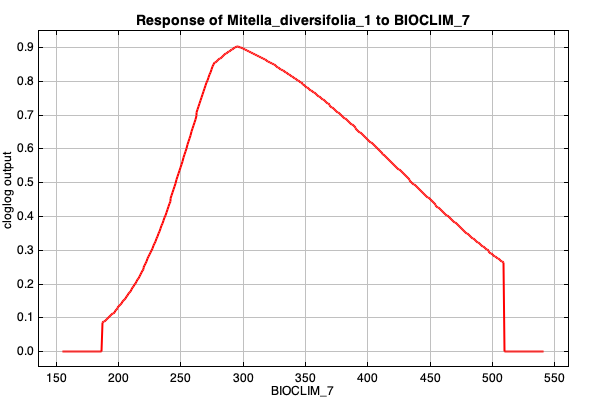 Response of Mitella_diversifolia_1 to BIOCLIM_7
cloglog output
0.9
0.8
0.7
0.6
0.5
0.4
0.3
0.2
0.1
0.0
150 200 250 300 350 400 450 500 550
BIOCLIM_7